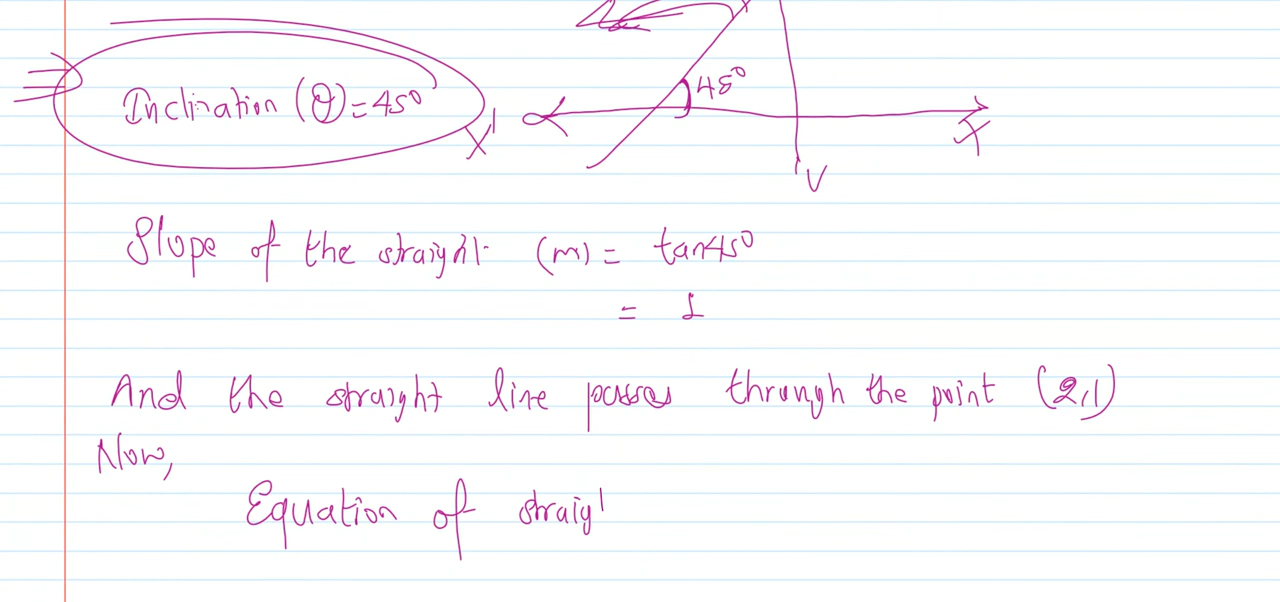 Inclination (θ) = 45°
45°
X'
X
Slope of the straight (m) = tan45°
= 1
And the straight line passes through the point (2,1)
Now,
Equation of straigh